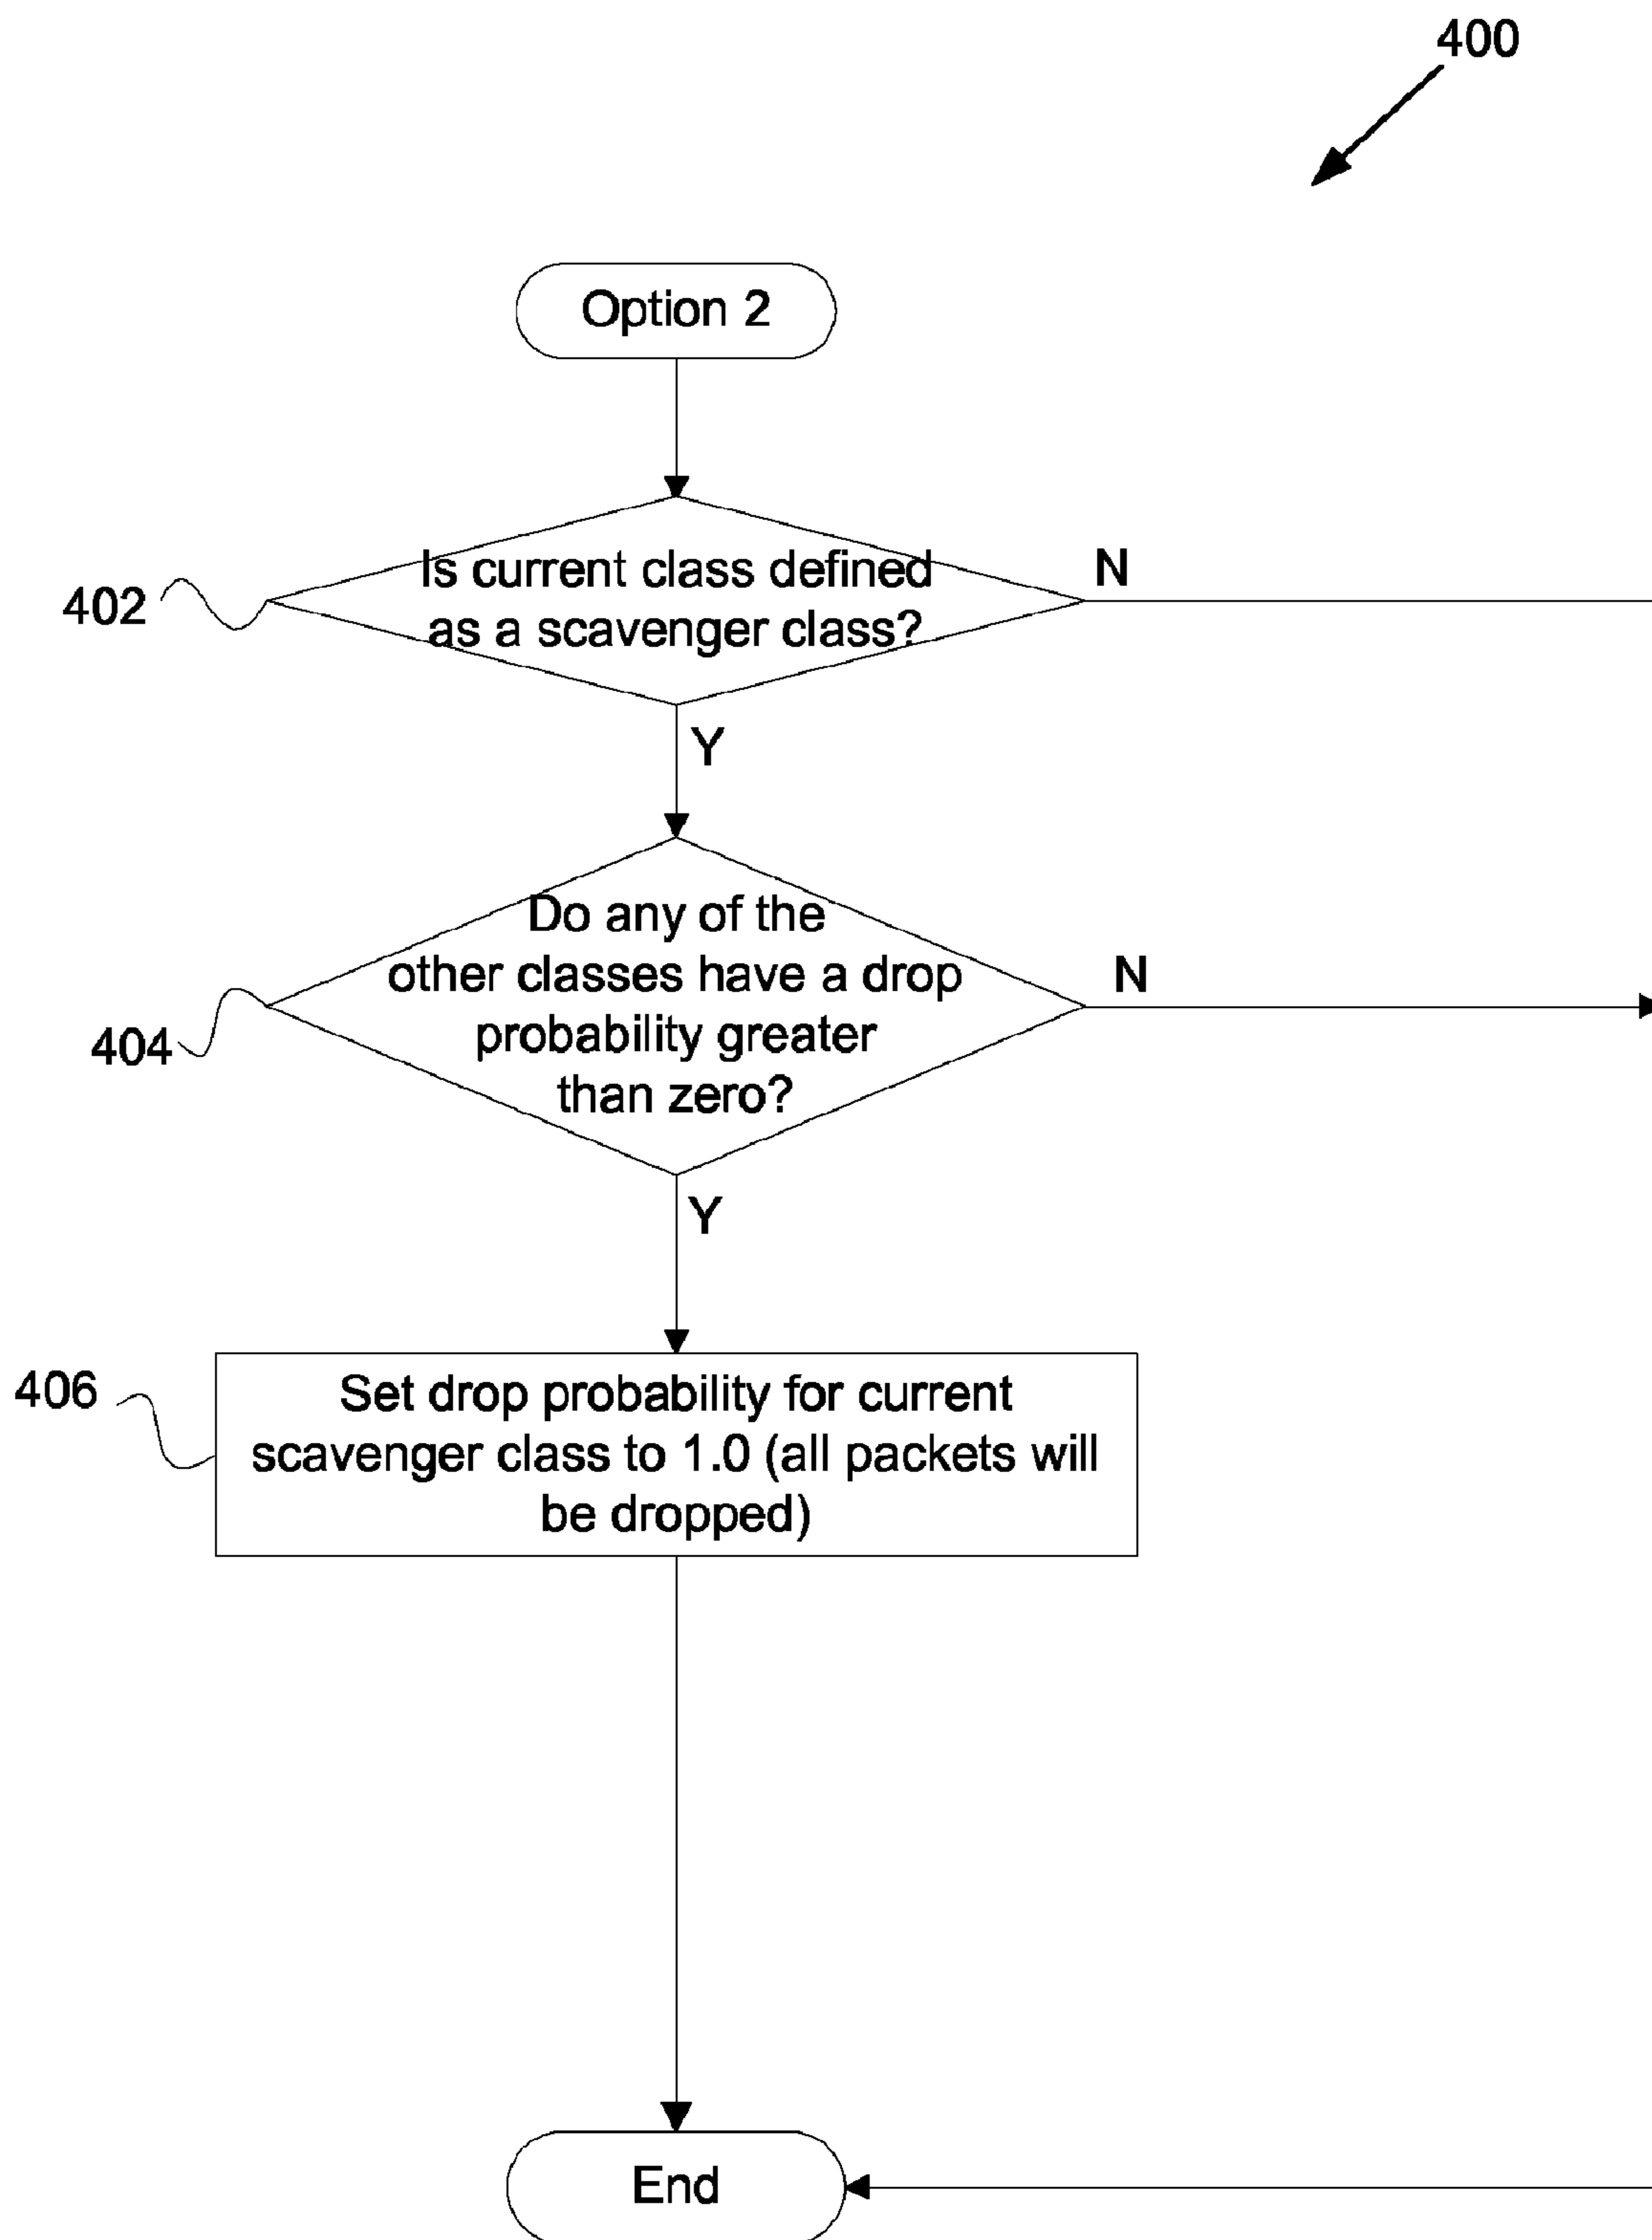 400
Option 2
Is current class defined
as a scavenger class?
N
402
Y
Do any of the
other classes have a drop
probability greater
than zero?
N
404
Y
406
Set drop probability for current
scavenger class to 1.0 (all packets will
be dropped)
End